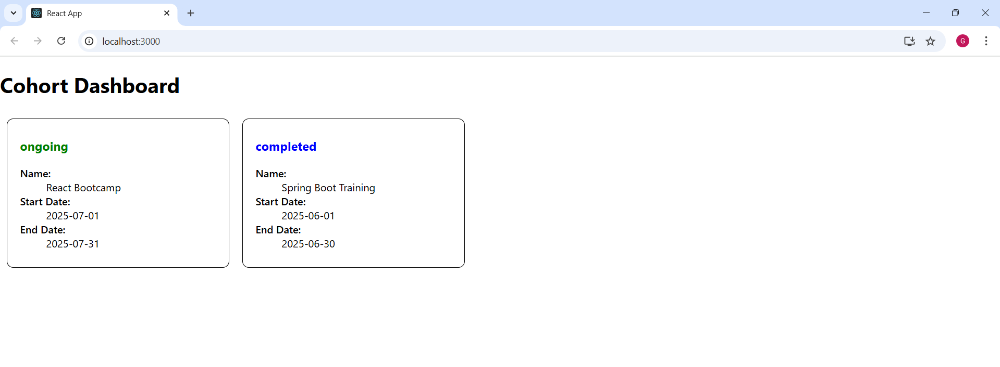 React App
localhost:3000
G
Cohort Dashboard
ongoing
Name:
React Bootcamp
Start Date:
2025-07-01
End Date:
2025-07-31
completed
Name:
Spring Boot Training
Start Date:
2025-06-01
End Date:
2025-06-30